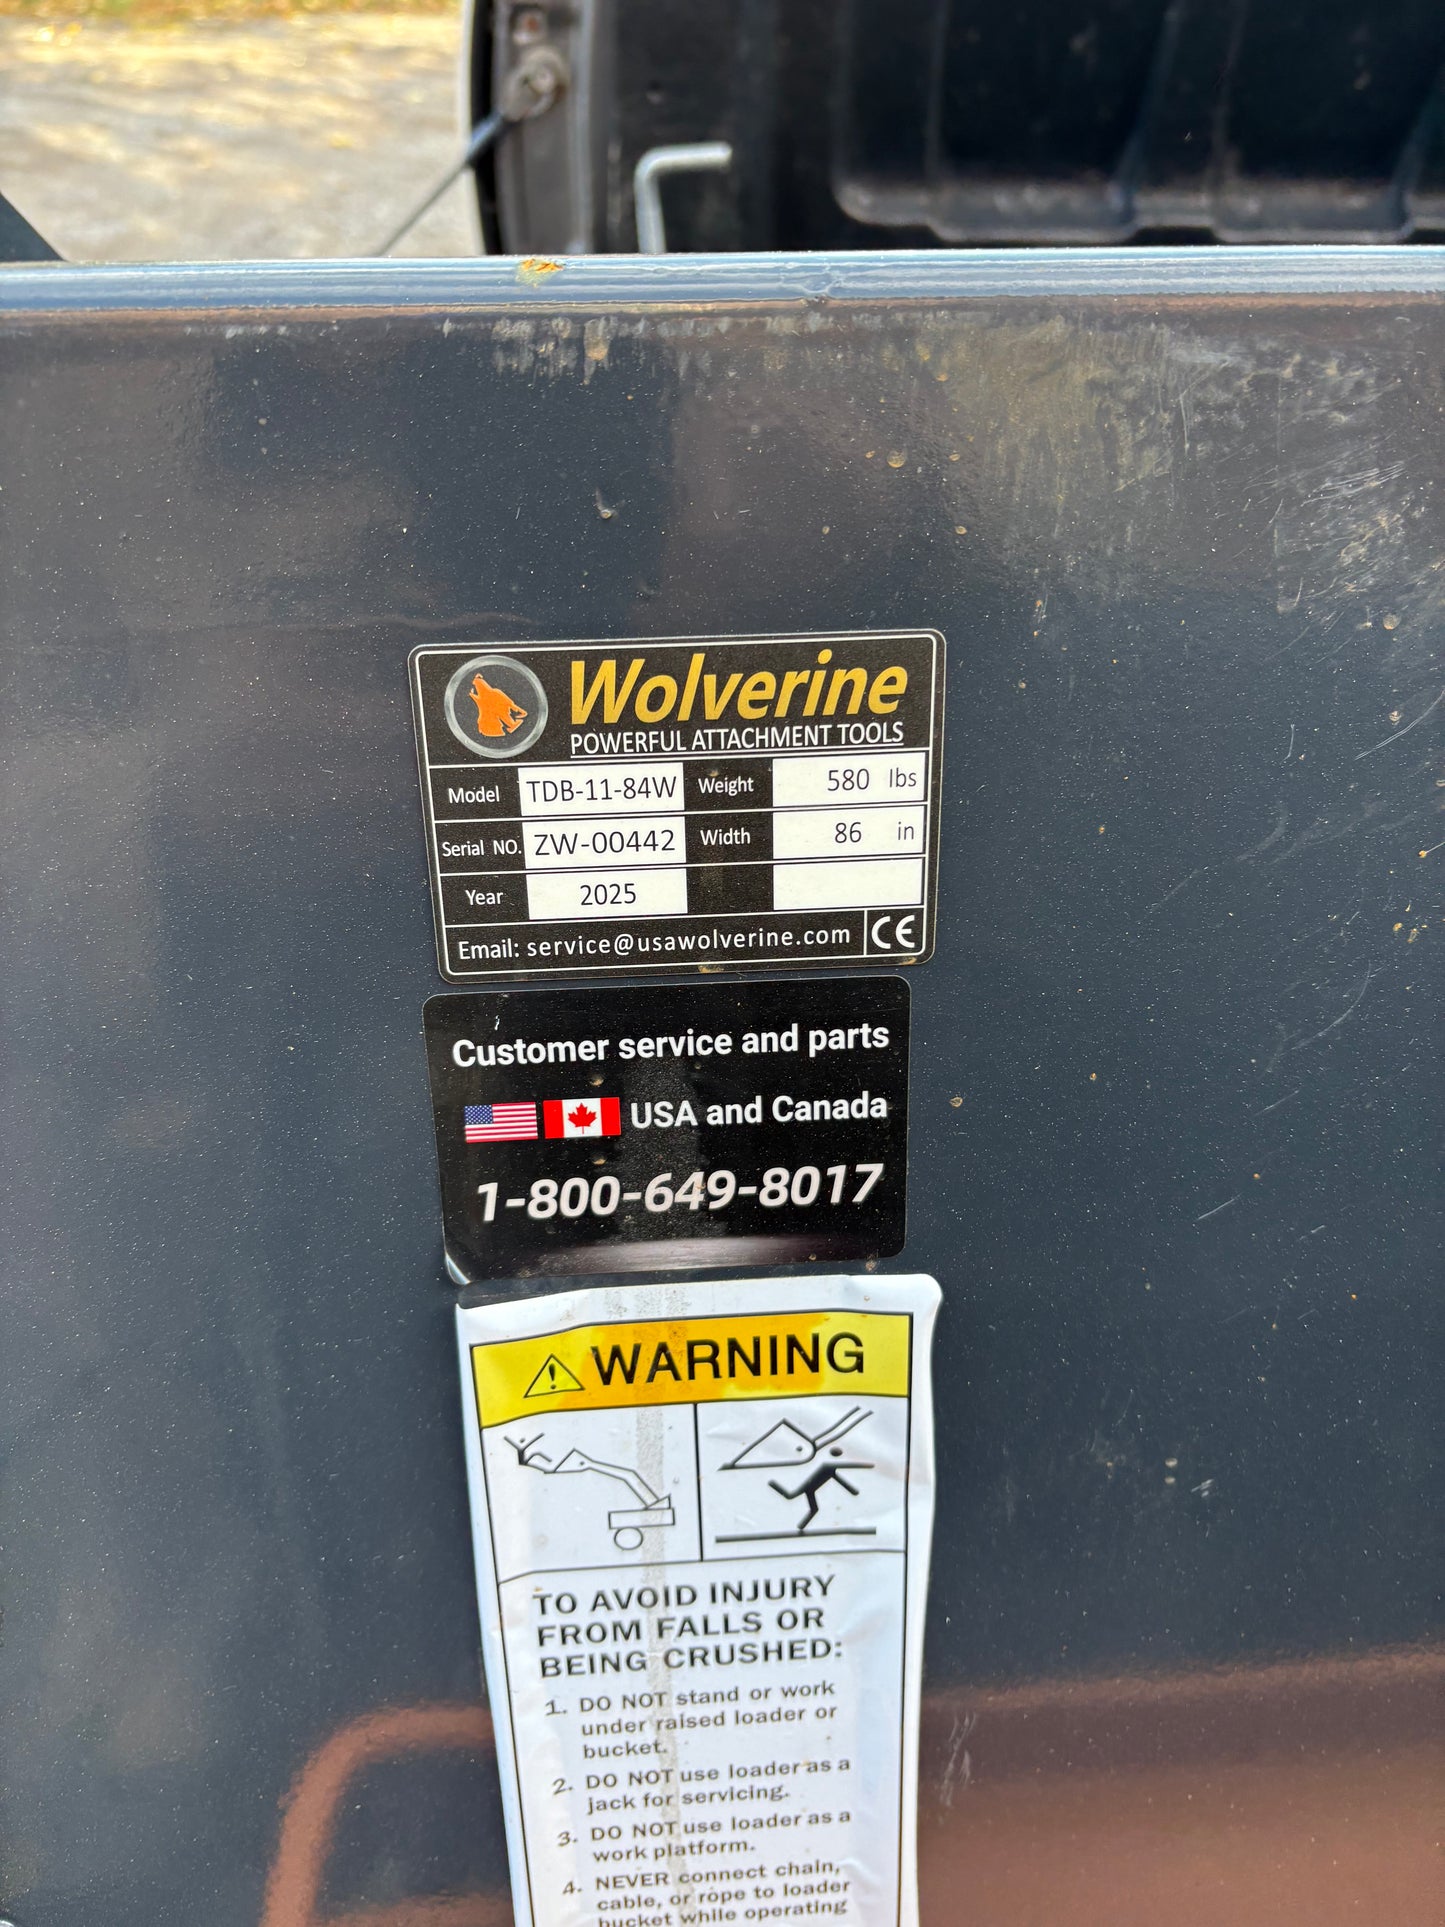 Wolverine
POWERFUL ATTACHMENT TOOLS
Model TDB-11-84W Weight 580 lbs
Serial NO. ZW-00442 Width 86 in
Year 2025
Email: service@usawolverine.com CE
Customer service and parts
USA and Canada
1-800-649-8017
WARNING
TO AVOID INJURY
FROM FALLS OR
BEING CRUSHED:
1. DO NOT stand or work
under raised loader or
bucket.
2. DO NOT use loader as a
jack for servicing.
3. DO NOT use loader as a
work platform.
4. NEVER connect chain,
cable, or rope to loader
bucket while operating